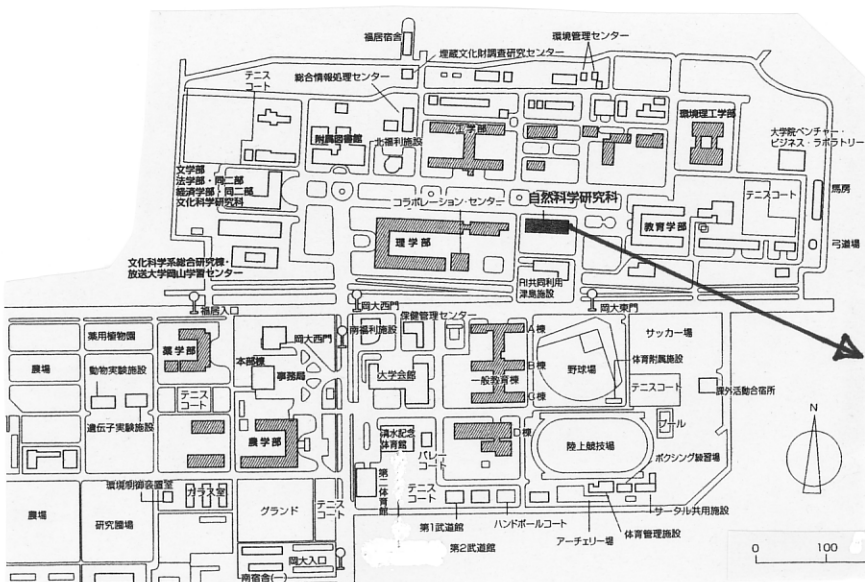 福居宿舎
環境管理センター
埋蔵文化財調査研究センター
テニス
コート
総合情報処理センター
附属図書館
北福利施設
工学部
環境理工学部
大学院ベンチャー・
ビジネス・ラボラトリー
文学部
法学部・同二部
経済学部・同二部
文化科学研究科
コラボレーション・センター
自然科学研究科
テニスコート
馬房
理学部
教育学部
弓道場
文化科学系総合研究棟・
放送大学岡山学習センター
RI共同利用
津島施設
福居入口
岡大西門
岡大東門
薬用植物園
薬学部
岡大西門
南福利施設
保健管理センター
A棟
サッカー場
農場
動物実験施設
本部棟
事務局
大学会館
B棟
一般教育棟
野球場
体育附属施設
テニス
コート
C棟
テニスコート
課外活動合宿所
遺伝子実験施設
農学部
清水記念
体育館
バレー
コート
D棟
陸上競技場
プール
N
ボクシング練習場
環境制御装置室
ガラス室
第二体育館
テニス
コート
農場
研究圃場
グランド
テニス
コート
第1武道館
ハンドボールコート
サークル共用施設
第2武道館
アーチェリー場
体育管理施設
岡大入口
南宿舎(一)
0 100